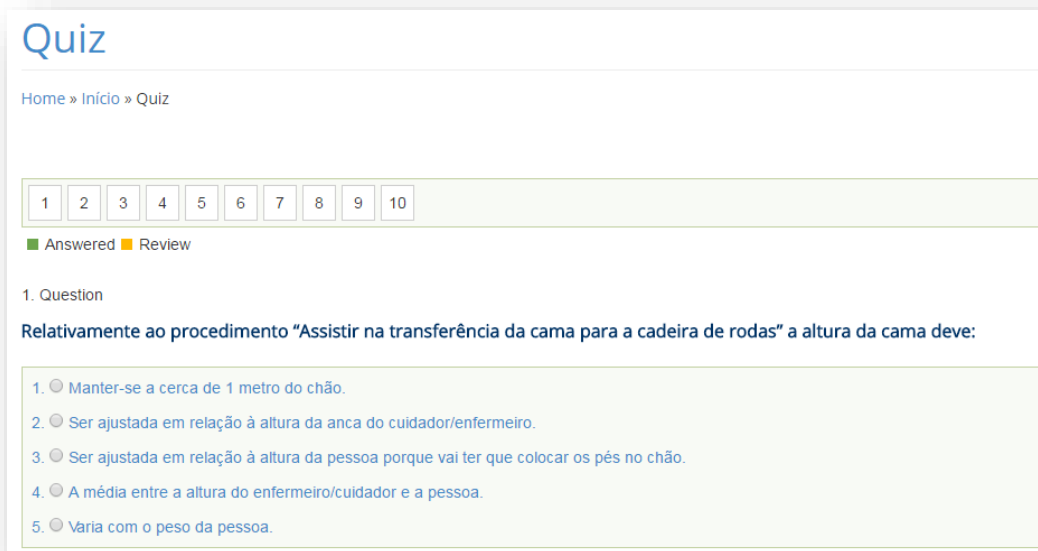 Quiz
Home » Início » Quiz
1 2 3 4 5 6 7 8 9 10
Answered Review
1. Question
Relativamente ao procedimento “Assistir na transferência da cama para a cadeira de rodas” a altura da cama deve:
1. Manter-se a cerca de 1 metro do chão.
2. Ser ajustada em relação à altura da anca do cuidador/enfermeiro.
3. Ser ajustada em relação à altura da pessoa porque vai ter que colocar os pés no chão.
4. A média entre a altura do enfermeiro/cuidador e a pessoa.
5. Varia com o peso da pessoa.